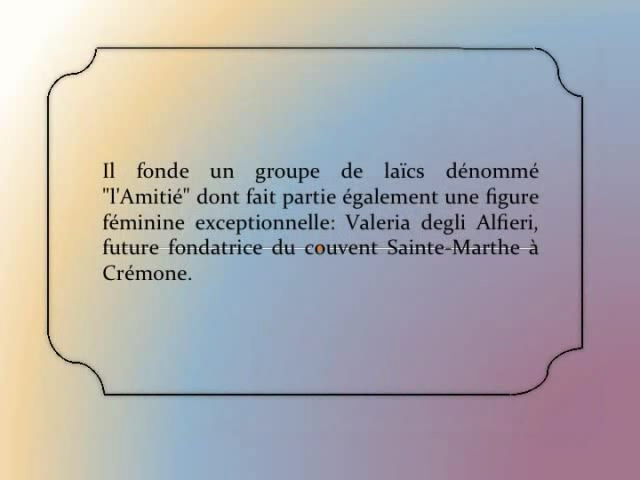 Il fonde un groupe de laïcs dénommé
"l'Amitié" dont fait partie également une figure
féminine exceptionnelle: Valeria degli Alfieri,
future fondatrice du couvent Sainte-Marthe à
Crémone.